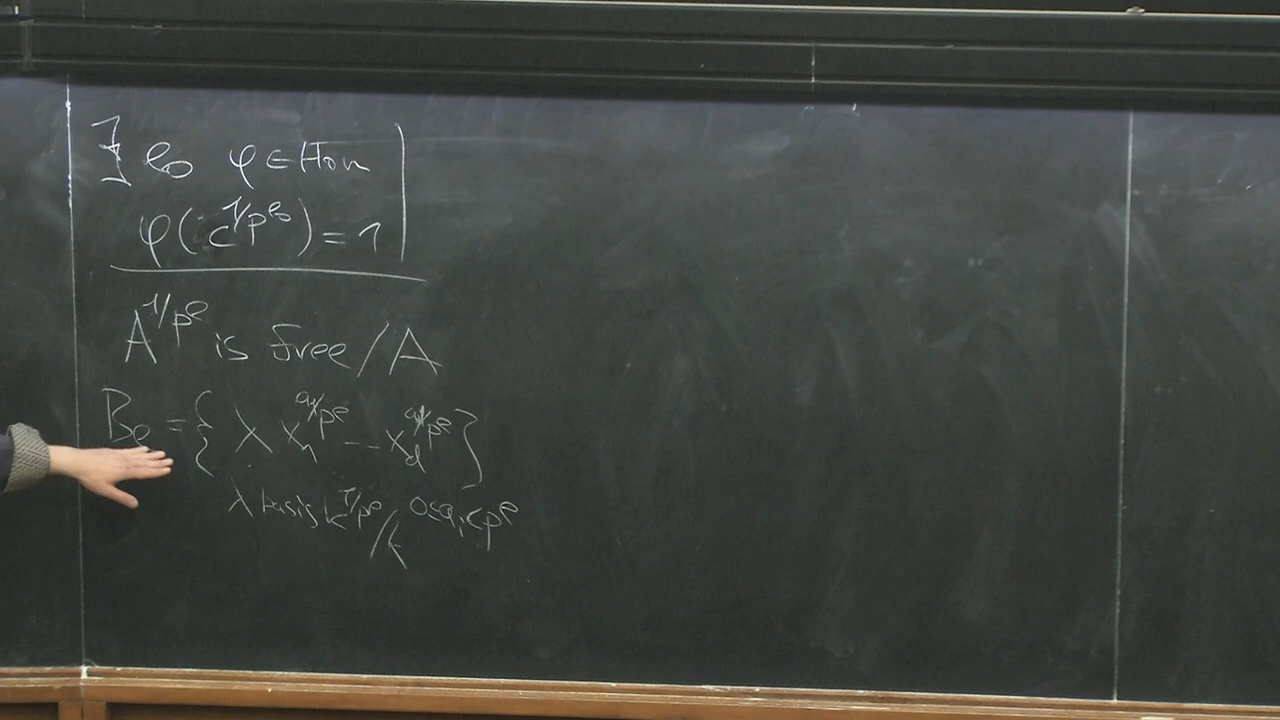 ∃ e₀ φ ∈ Hom
φ(c^{1/p^{e₀}}) = 1
A^{1/p^e} is free / A
B_e = { λ x_1^{a_1/p^e} --- x_d^{a_d/p^e} }
λ basis k^{1/p^e}/k 0≤a_i<p^e